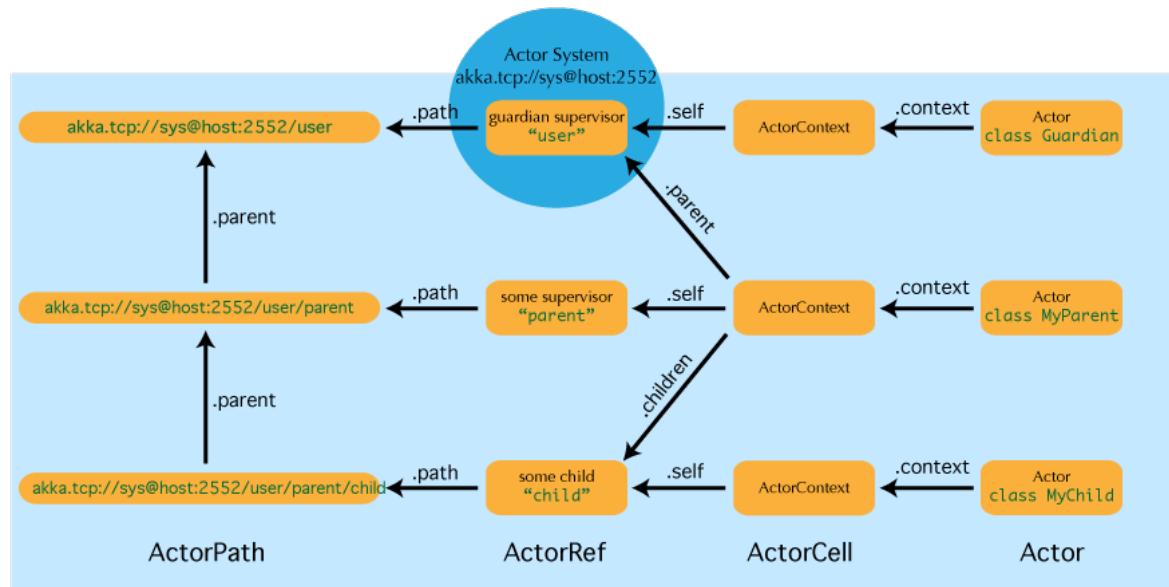 Actor System
akka.tcp://sys@host:2552
akka.tcp://sys@host:2552/user
.path
guardian supervisor
“user”
.self
ActorContext
.context
Actor
class Guardian
.parent
.parent
akka.tcp://sys@host:2552/user/parent
.path
some supervisor
“parent”
.self
ActorContext
.context
Actor
class MyParent
.parent
.children
akka.tcp://sys@host:2552/user/parent/child
.path
some child
“child”
.self
ActorContext
.context
Actor
class MyChild
ActorPath
ActorRef
ActorCell
Actor